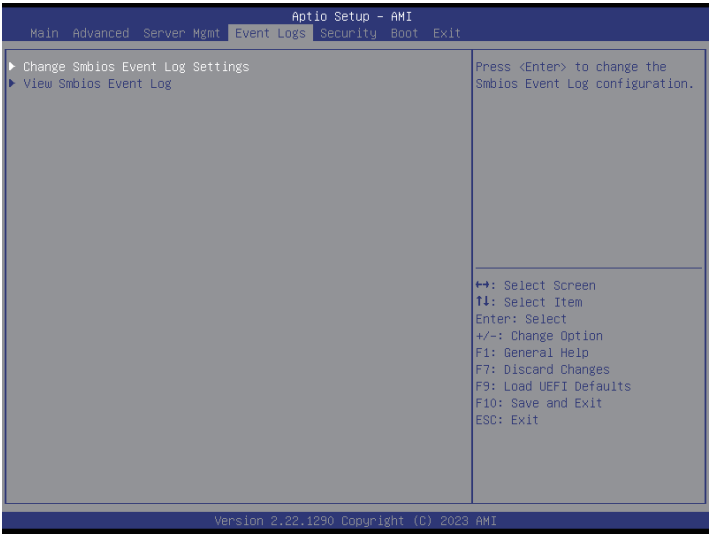 Aptio Setup - AMI
Main Advanced Server Mgmt Event Logs Security Boot Exit
Change Smbios Event Log Settings
View Smbios Event Log
Press <Enter> to change the
Smbios Event Log configuration.
↔: Select Screen
↑↓: Select Item
Enter: Select
+/-: Change Option
F1: General Help
F7: Discard Changes
F9: Load UEFI Defaults
F10: Save and Exit
ESC: Exit
Version 2.22.1290 Copyright (C) 2023 AMI